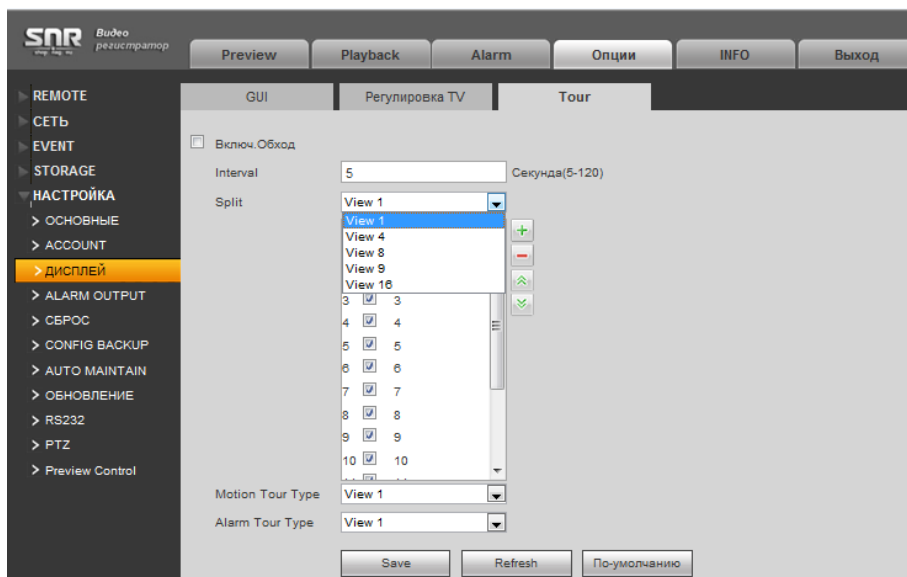 SNR Видео регистратор
Preview Playback Alarm Опции INFO Выход
GUI Регулировка TV Tour
REMOTE
СЕТЬ
EVENT
STORAGE
НАСТРОЙКА
ОСНОВНЫЕ
ACCOUNT
ДИСПЛЕЙ
ALARM OUTPUT
СБРОС
CONFIG BACKUP
AUTO MAINTAIN
ОБНОВЛЕНИЕ
RS232
PTZ
Preview Control
Включ.Обход
Interval 5 Секунда(5-120)
Split View 1
View 1
View 4
View 8
View 9
View 16
3 3
4 4
5 5
6 6
7 7
8 8
9 9
10 10
Motion Tour Type View 1
Alarm Tour Type View 1
Save Refresh По-умолчанию